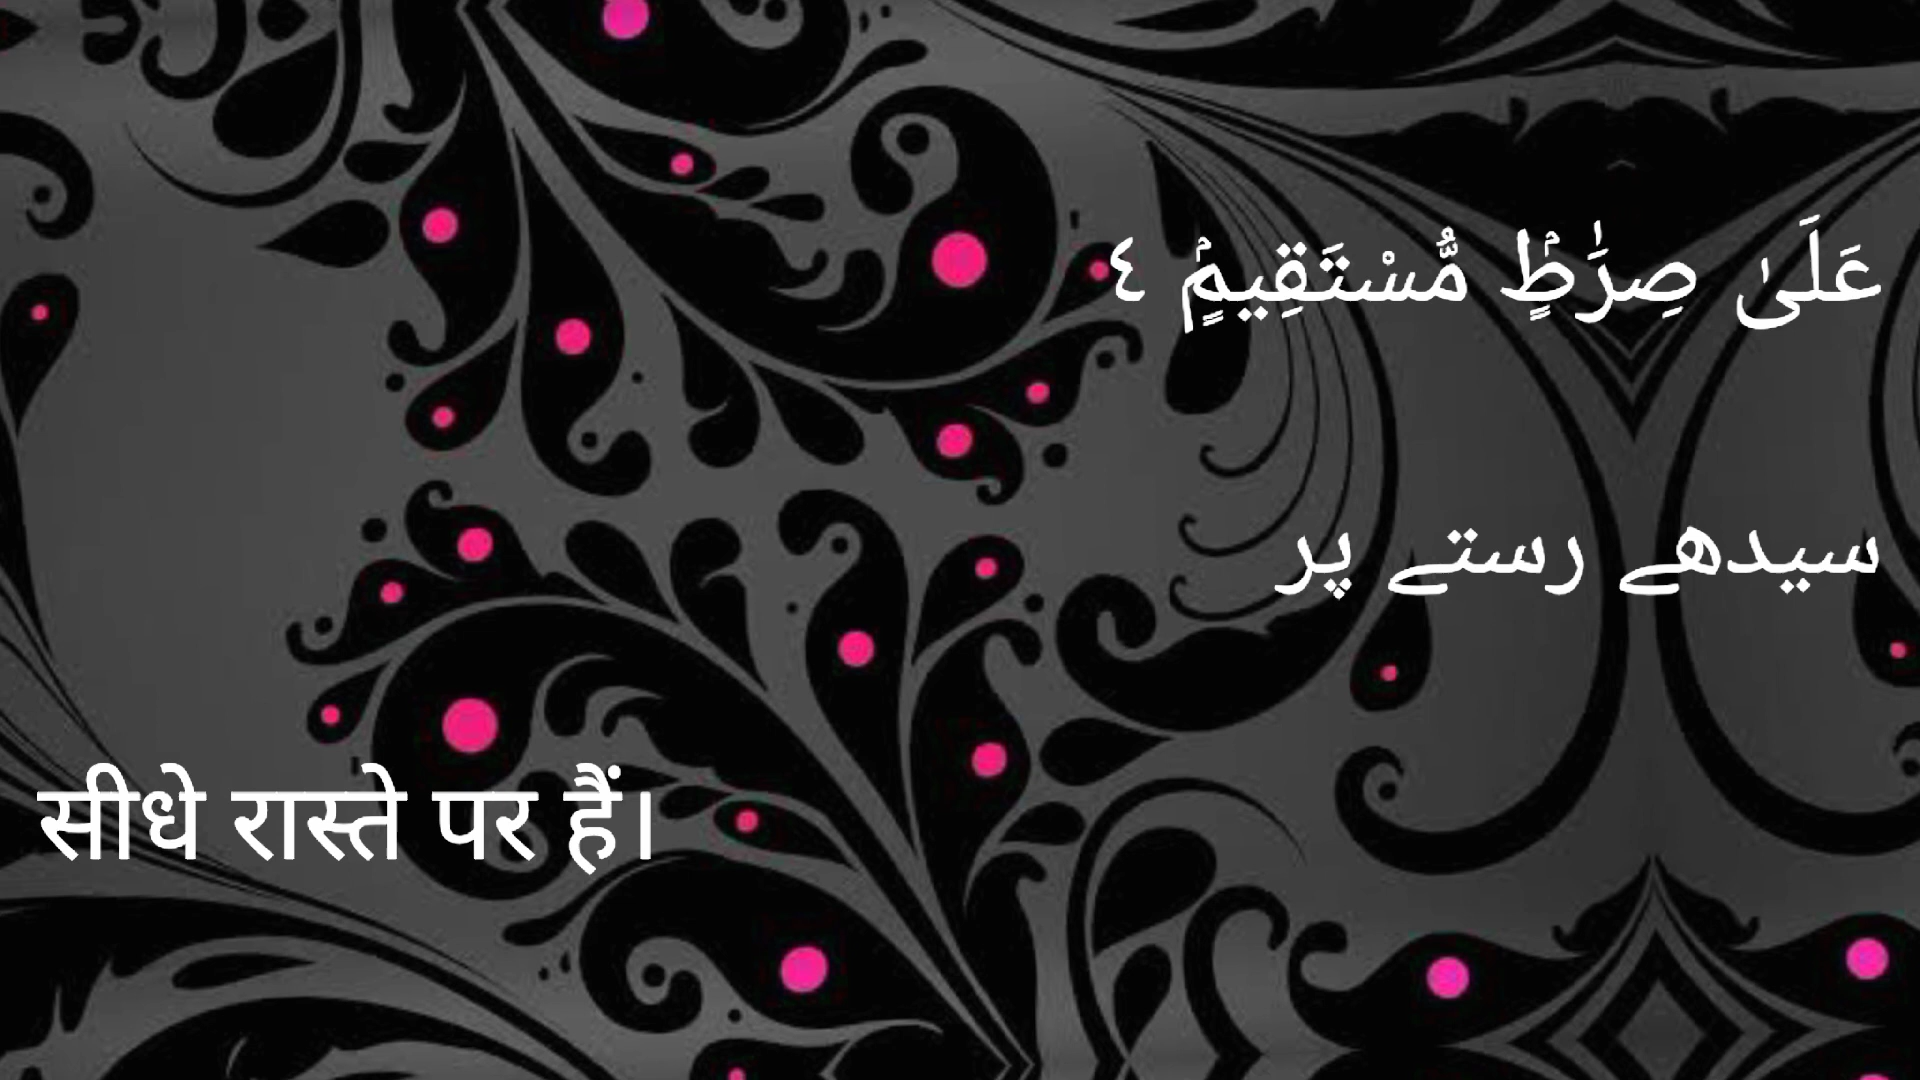 عَلَىٰ صِرَٰطٖ مُّسْتَقِيمٖ ٤
سیدھے رستے پر
सीधे रास्ते पर हैं।